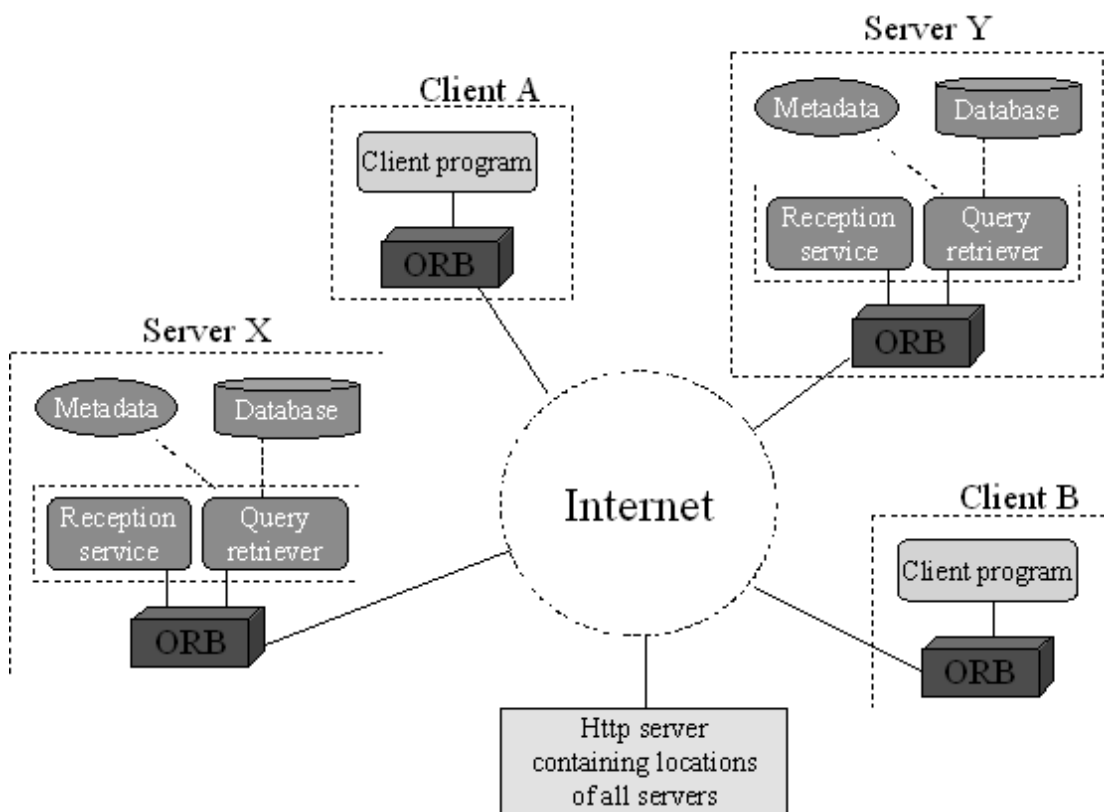 Server Y
Metadata
Database
Reception
service
Query
retriever
ORB
Client A
Client program
ORB
Server X
Metadata
Database
Reception
service
Query
retriever
ORB
Internet
Client B
Client program
ORB
Http server
containing locations
of all servers